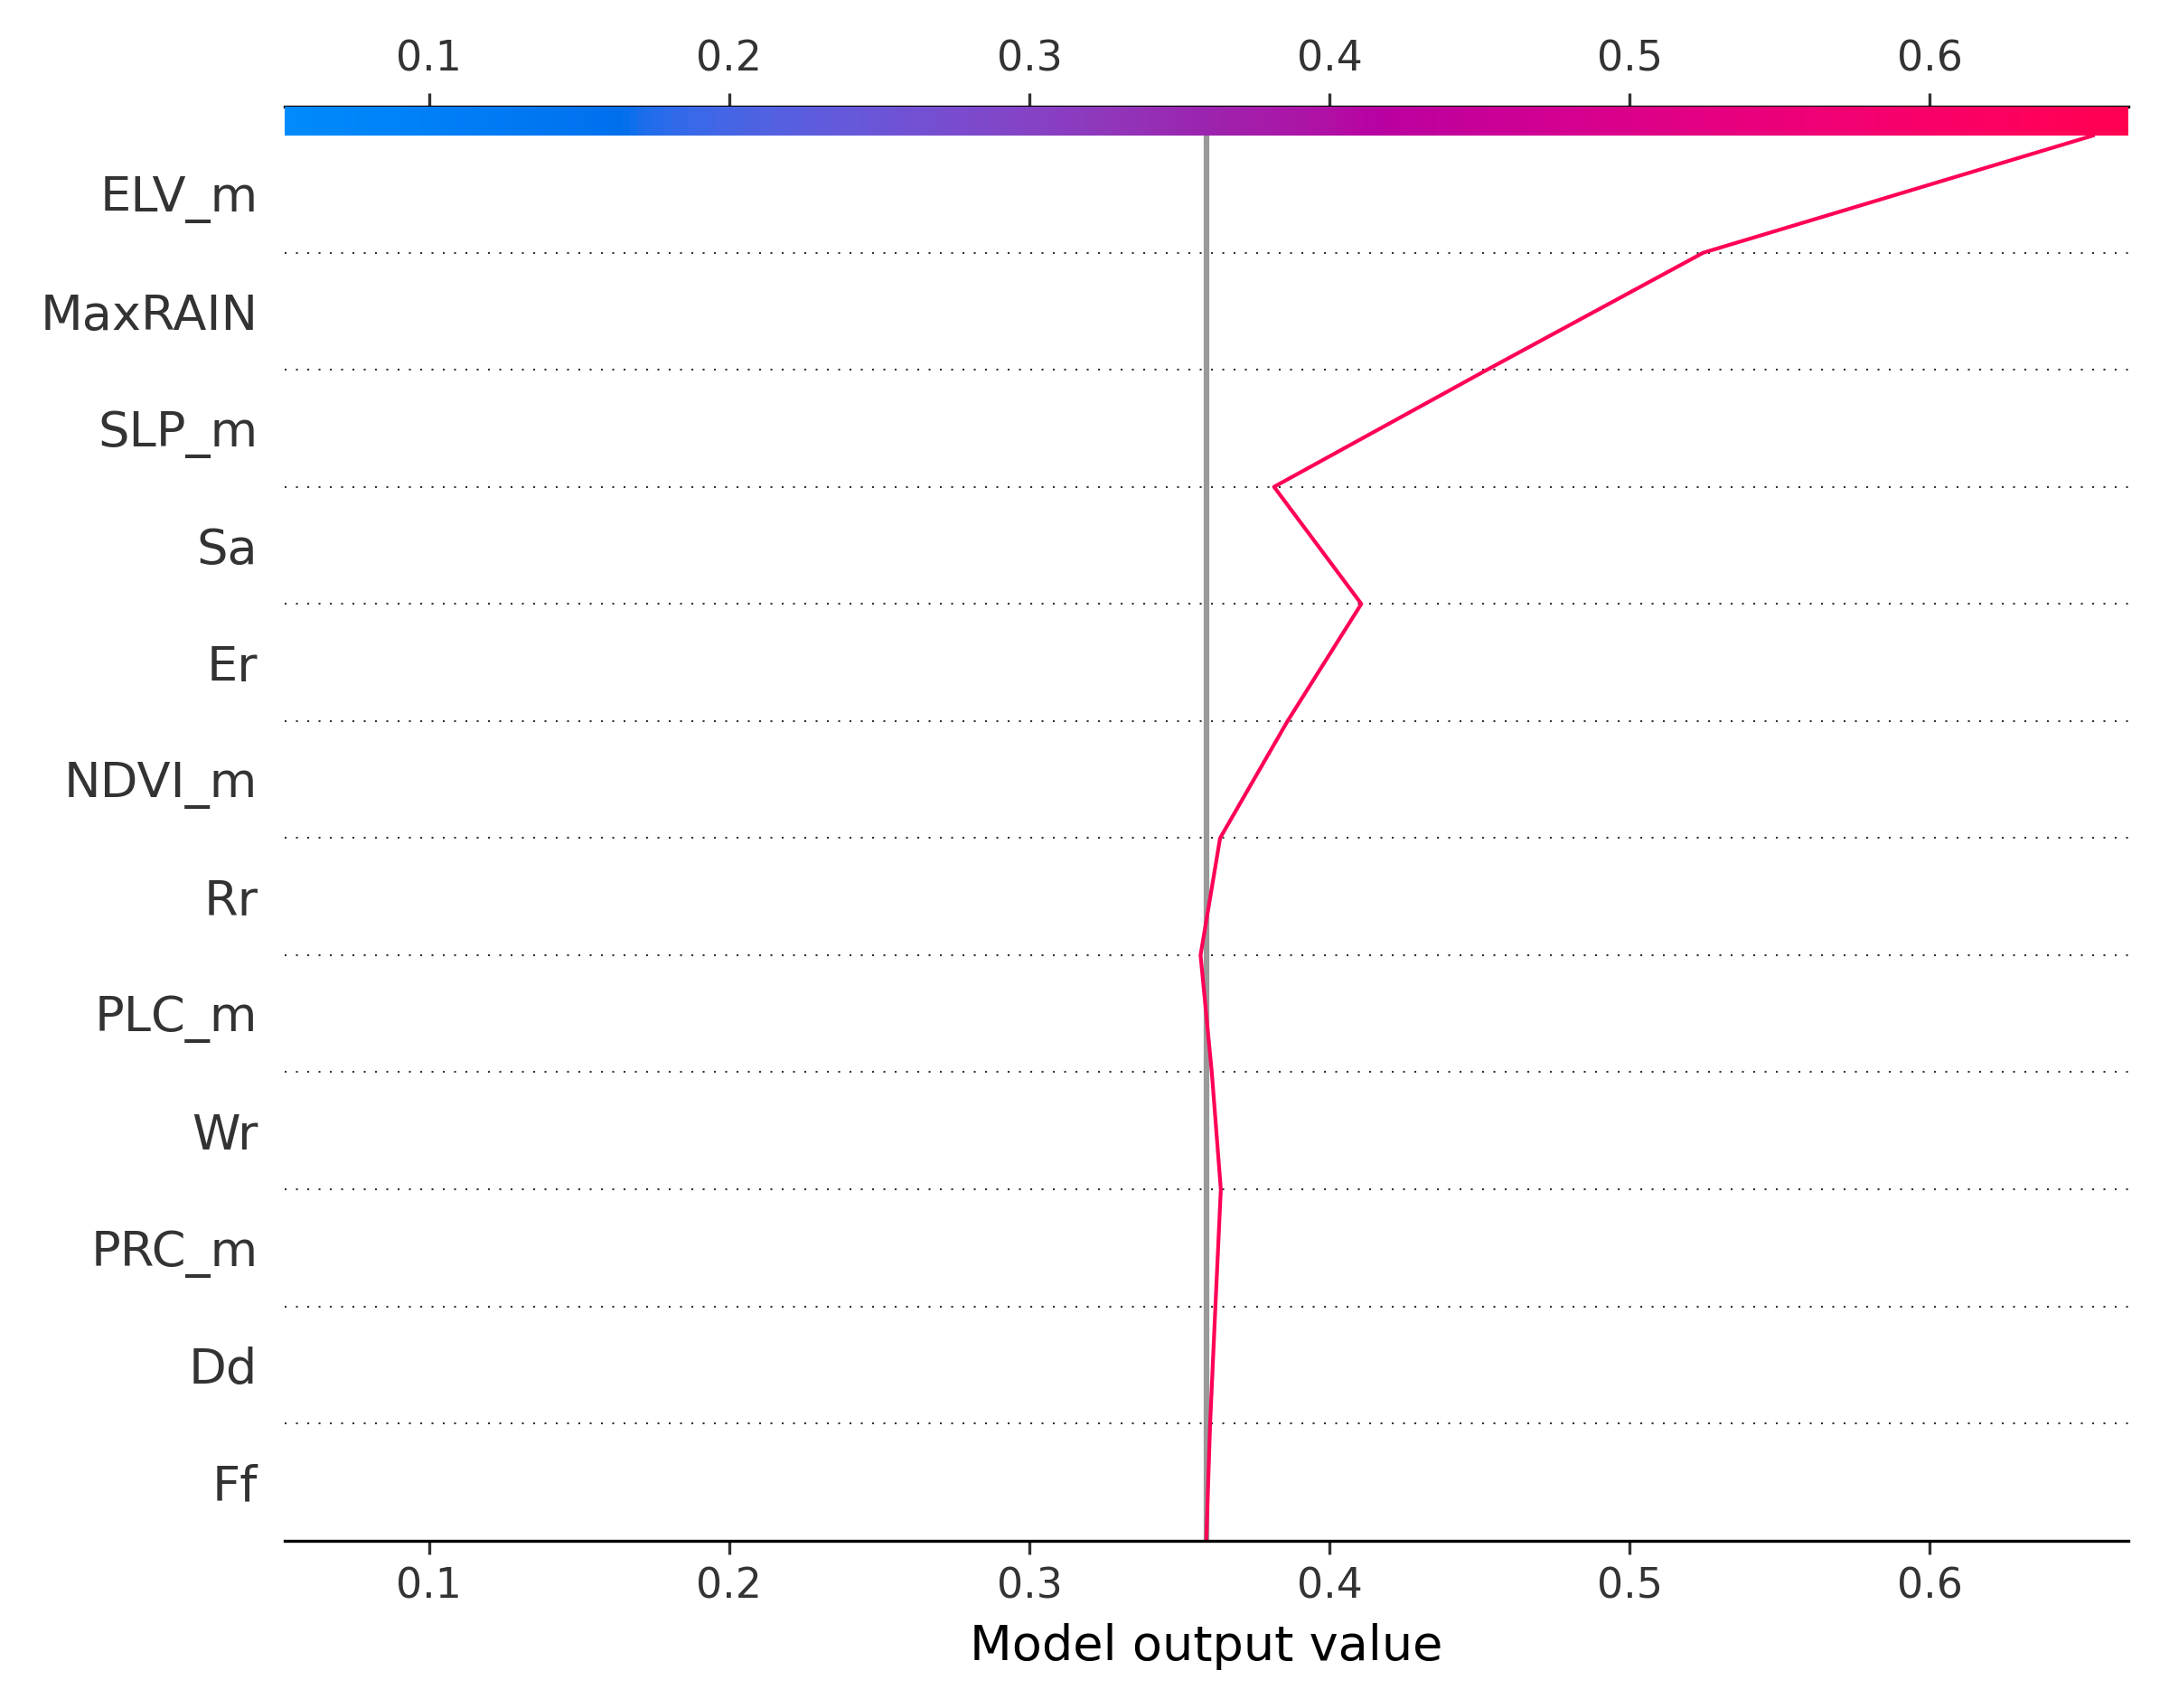 0.1 0.2 0.3 0.4 0.5 0.6
ELV_m
MaxRAIN
SLP_m
Sa
Er
NDVI_m
Rr
PLC_m
Wr
PRC_m
Dd
Ff
0.1 0.2 0.3 0.4 0.5 0.6
Model output value